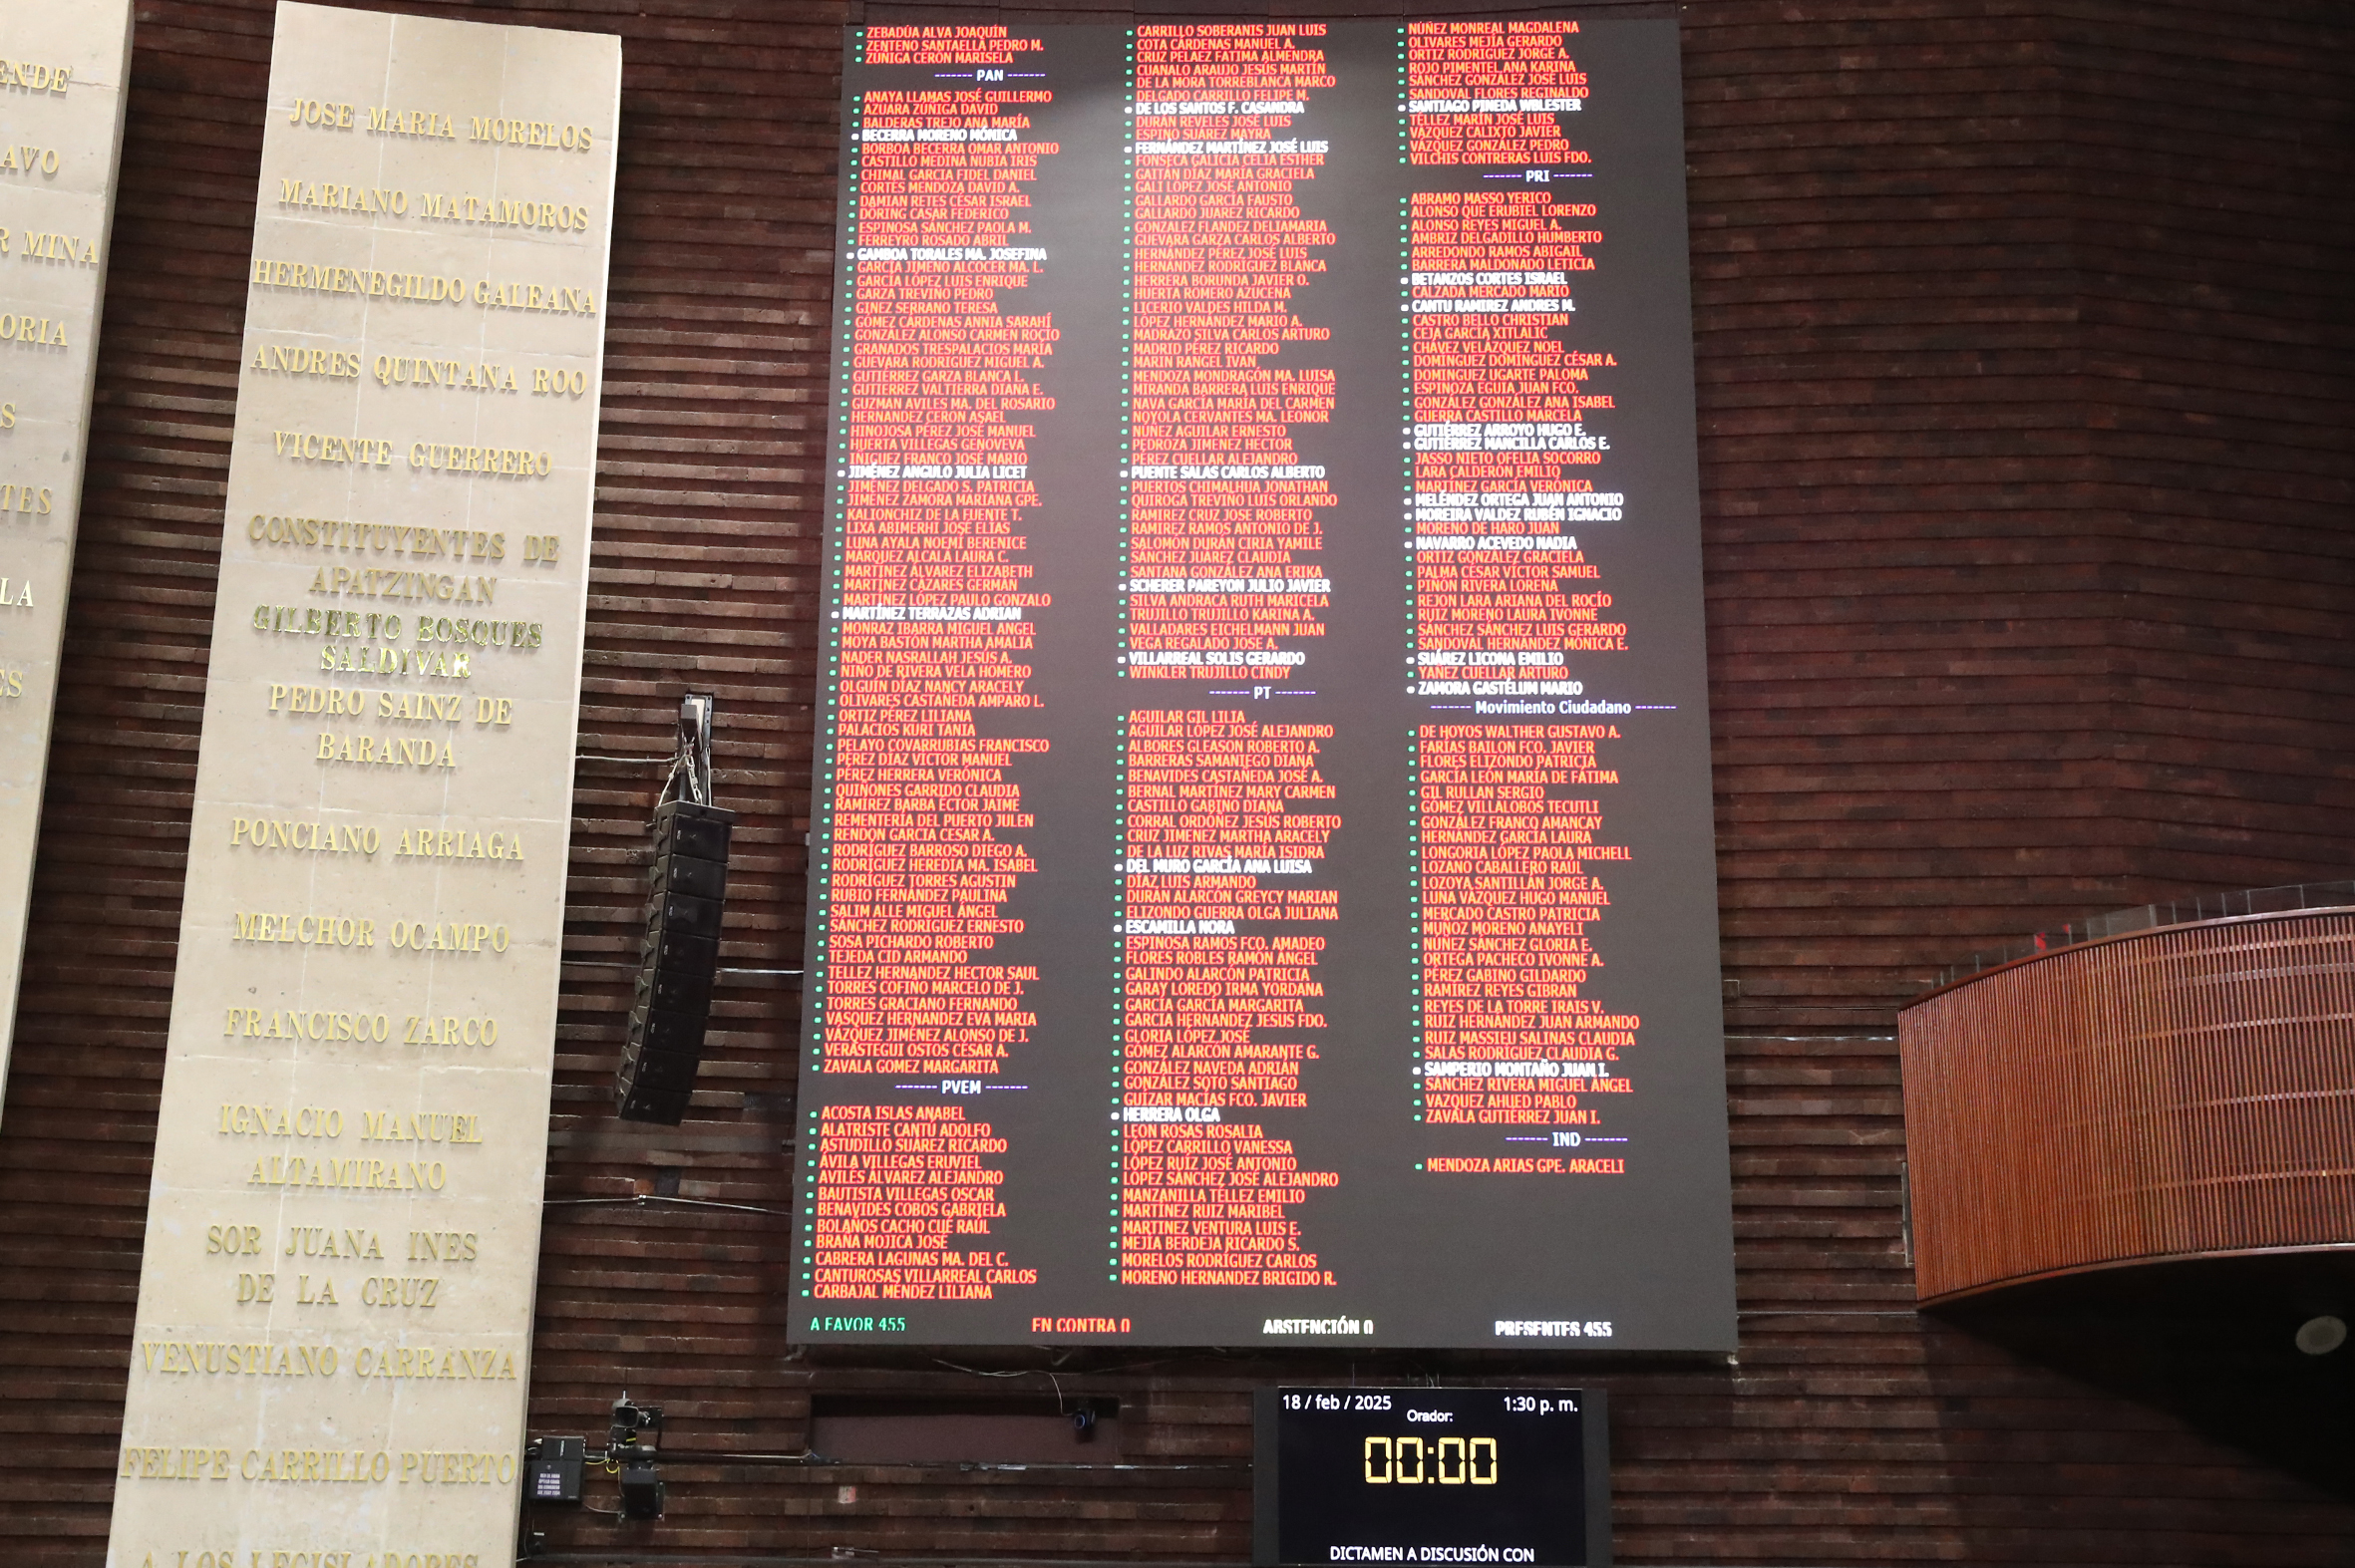 ENDE
AVO
R MINA
ORIA
S
TES
LA
ES
JOSE MARIA MORELOS
MARIANO MATAMOROS
HERMENEGILDO GALEANA
ANDRES QUINTANA ROO
VICENTE GUERRERO
CONSTITUYENTES DE
APATZINGAN
GILBERTO BOSQUES
SALDIVAR
PEDRO SAINZ DE
BARANDA
PONCIANO ARRIAGA
MELCHOR OCAMPO
FRANCISCO ZARCO
IGNACIO MANUEL
ALTAMIRANO
SOR JUANA INES
DE LA CRUZ
VENUSTIANO CARRANZA
FELIPE CARRILLO PUERTO
A LOS LEGISLADORES
ZEBADÚA ALVA JOAQUÍN
ZENTENO SANTAELLA PEDRO M.
ZÚÑIGA CERÓN MARISELA
------- PAN -------
ANAYA LLAMAS JOSÉ GUILLERMO
AZUARA ZÚÑIGA DAVID
BALDERAS TREJO ANA MARÍA
BECERRA MORENO MÓNICA
BORBOA BECERRA OMAR ANTONIO
CASTILLO MEDINA NUBIA IRIS
CHIMAL GARCÍA FIDEL DANIEL
CORTÉS MENDOZA DAVID A.
DAMIAN RETES CÉSAR ISRAEL
DÖRING CASAR FEDERICO
ESPINOSA SÁNCHEZ PAOLA M.
FERREYRO ROSADO ABRIL
GAMBOA TORALES MA. JOSEFINA
GARCÍA JIMENO ALCOCER MA. L.
GARCÍA LÓPEZ LUIS ENRIQUE
GARZA TREVIÑO PEDRO
GINEZ SERRANO TERESA
GÓMEZ CÁRDENAS ANNIA SARAHÍ
GONZÁLEZ ALONSO CARMEN ROCÍO
GRANADOS TRESPALACIOS MARÍA
GUEVARA RODRÍGUEZ MIGUEL A.
GUTIÉRREZ GARZA BLANCA L.
GUTIÉRREZ VALTIERRA DIANA E.
GUZMÁN AVILÉS MA. DEL ROSARIO
HERNÁNDEZ CERÓN ASAEL
HINOJOSA PÉREZ JOSÉ MANUEL
HUERTA VILLEGAS GENOVEVA
ÍÑIGUEZ FRANCO JOSÉ MARIO
JIMÉNEZ ANGULO JULIA LICET
JIMÉNEZ DELGADO S. PATRICIA
JIMÉNEZ ZAMORA MARIANA GPE.
KALIONCHIZ DE LA FUENTE T.
LIXA ABIMERHI JOSÉ ELÍAS
LUNA AYALA NOEMÍ BERENICE
MÁRQUEZ ALCALÁ LAURA C.
MARTÍNEZ ÁLVAREZ ELIZABETH
MARTÍNEZ CÁZARES GERMÁN
MARTÍNEZ LÓPEZ PAULO GONZALO
MARTÍNEZ TERRAZAS ADRIAN
MONRAZ IBARRA MIGUEL ÁNGEL
MOYA BASTÓN MARTHA AMALIA
NADER NASRALLAH JESÚS A.
NIÑO DE RIVERA VELA HOMERO
OLGUÍN DÍAZ NANCY ARACELY
OLIVARES CASTAÑEDA AMPARO L.
ORTIZ PÉREZ LILIANA
PALACIOS KURI TANIA
PELAYO COVARRUBIAS FRANCISCO
PÉREZ DÍAZ VÍCTOR MANUEL
PÉREZ HERRERA VERÓNICA
QUIÑONES GARRIDO CLAUDIA
RAMÍREZ BARBA ÉCTOR JAIME
REMENTERÍA DEL PUERTO JULEN
RENDÓN GARCÍA CÉSAR A.
RODRÍGUEZ BARROSO DIEGO A.
RODRÍGUEZ HEREDIA MA. ISABEL
RODRÍGUEZ TORRES AGUSTÍN
RUBIO FERNÁNDEZ PAULINA
SALIM ALLE MIGUEL ÁNGEL
SÁNCHEZ RODRÍGUEZ ERNESTO
SOSA PICHARDO ROBERTO
TEJEDA CID ARMANDO
TELLEZ HERNÁNDEZ HÉCTOR SAÚL
TORRES COFIÑO MARCELO DE J.
TORRES GRACIANO FERNANDO
VÁSQUEZ HERNÁNDEZ EVA MARÍA
VÁZQUEZ JIMÉNEZ ALONSO DE J.
VERÁSTEGUI OSTOS CÉSAR A.
ZAVALA GÓMEZ MARGARITA
------- PVEM -------
ACOSTA ISLAS ANABEL
ALATRISTE CANTÚ ADOLFO
ASTUDILLO SUÁREZ RICARDO
ÁVILA VILLEGAS ERUVIEL
AVILÉS ÁLVAREZ ALEJANDRO
BAUTISTA VILLEGAS OSCAR
BENAVIDES COBOS GABRIELA
BOLAÑOS CACHO CUÉ RAÚL
BRAÑA MOJICA JOSÉ
CABRERA LAGUNAS MA. DEL C.
CANTUROSAS VILLARREAL CARLOS
CARBAJAL MÉNDEZ LILIANA
CARRILLO SOBERANIS JUAN LUIS
COTA CÁRDENAS MANUEL A.
CRUZ PELÁEZ FÁTIMA ALMENDRA
CUANALO ARAUJO JESÚS MARTÍN
DE LA MORA TORREBLANCA MARCO
DELGADO CARRILLO FELIPE M.
DE LOS SANTOS F. CASANDRA
DURÁN REVELES JOSÉ LUIS
ESPINO SUÁREZ MAYRA
FERNÁNDEZ MARTÍNEZ JOSÉ LUIS
FONSECA GALICIA CELIA ESTHER
GAITÁN DÍAZ MARÍA GRACIELA
GALI LÓPEZ JOSÉ ANTONIO
GALLARDO GARCÍA FAUSTO
GALLARDO JUÁREZ RICARDO
GONZÁLEZ FLANDEZ DELIAMARIA
GUEVARA GARZA CARLOS ALBERTO
HERNÁNDEZ PÉREZ JOSÉ LUIS
HERNÁNDEZ RODRÍGUEZ BLANCA
HERRERA BORUNDA JAVIER O.
HUERTA ROMERO AZUCENA
LICERIO VALDÉS HILDA M.
LÓPEZ HERNÁNDEZ MARIO A.
MADRAZO SILVA CARLOS ARTURO
MADRID PÉREZ RICARDO
MARÍN RANGEL IVÁN
MENDOZA MONDRAGÓN MA. LUISA
MIRANDA BARRERA LUIS ENRIQUE
NAVA GARCÍA MARÍA DEL CARMEN
NOYOLA CERVANTES MA. LEONOR
NÚÑEZ AGUILAR ERNESTO
PEDROZA JIMÉNEZ HÉCTOR
PÉREZ CUÉLLAR ALEJANDRO
PUENTE SALAS CARLOS ALBERTO
PUERTOS CHIMALHUA JONATHAN
QUIROGA TREVIÑO LUIS ORLANDO
RAMÍREZ CRUZ JOSÉ ROBERTO
RAMÍREZ RAMOS ANTONIO DE J.
SALOMÓN DURÁN CIRIA YAMILE
SÁNCHEZ JUÁREZ CLAUDIA
SANTANA GONZÁLEZ ANA ERIKA
SCHERER PAREYON JULIO JAVIER
SILVA ANDRACA RUTH MARICELA
TRUJILLO TRUJILLO KARINA A.
VALLADARES EICHELMANN JUAN
VEGA REGALADO JOSE A.
VILLARREAL SOLIS GERARDO
WINKLER TRUJILLO CINDY
------- PT -------
AGUILAR GIL LILIA
AGUILAR LÓPEZ JOSÉ ALEJANDRO
ALBORES GLEASON ROBERTO A.
BARRERAS SAMANIEGO DIANA
BENAVIDES CASTAÑEDA JOSÉ A.
BERNAL MARTÍNEZ MARY CARMEN
CASTILLO GABINO DIANA
CORRAL ORDÓÑEZ JESÚS ROBERTO
CRUZ JIMÉNEZ MARTHA ARACELY
DE LA LUZ RIVAS MARÍA ISIDRA
DEL MURO GARCÍA ANA LUISA
DÍAZ LUIS ARMANDO
DURÁN ALARCÓN GREYCY MARIAN
ELIZONDO GUERRA OLGA JULIANA
ESCAMILLA NORA
ESPINOSA RAMOS FCO. AMADEO
FLORES ROBLES RAMÓN ÁNGEL
GALINDO ALARCÓN PATRICIA
GARAY LOREDO IRMA YORDANA
GARCÍA GARCÍA MARGARITA
GARCÍA HERNÁNDEZ JESÚS FDO.
GLORIA LÓPEZ JOSÉ
GÓMEZ ALARCÓN AMARANTE G.
GONZÁLEZ NAVEDA ADRIÁN
GONZÁLEZ SOTO SANTIAGO
GUÍZAR MACÍAS FCO. JAVIER
HERRERA OLGA
LEÓN ROSAS ROSALIA
LÓPEZ CARRILLO VANESSA
LÓPEZ RUÍZ JOSÉ ANTONIO
LÓPEZ SÁNCHEZ JOSÉ ALEJANDRO
MANZANILLA TÉLLEZ EMILIO
MARTÍNEZ RUIZ MARIBEL
MARTÍNEZ VENTURA LUIS E.
MEJÍA BERDEJA RICARDO S.
MORELOS RODRÍGUEZ CARLOS
MORENO HERNÁNDEZ BRIGIDO R.
NÚÑEZ MONREAL MAGDALENA
OLIVARES MEJÍA GERARDO
ORTIZ RODRÍGUEZ JORGE A.
ROJO PIMENTEL ANA KARINA
SÁNCHEZ GONZÁLEZ JOSÉ LUIS
SANDOVAL FLORES REGINALDO
SANTIAGO PINEDA WBLESTER
TÉLLEZ MARÍN JOSÉ LUIS
VÁZQUEZ CALIXTO JAVIER
VÁZQUEZ GONZÁLEZ PEDRO
VILCHIS CONTRERAS LUIS FDO.
------- PRI -------
ABRAMO MASSO YERICO
ALONSO QUE ERUBIEL LORENZO
ALONSO REYES MIGUEL A.
AMBRIZ DELGADILLO HUMBERTO
ARREDONDO RAMOS ABIGAIL
BARRERA MALDONADO LETICIA
BETANZOS CORTES ISRAEL
CALZADA MERCADO MARIO
CANTU RAMIREZ ANDRES M.
CASTRO BELLO CHRISTIAN
CEJA GARCÍA XITLALIC
CHÁVEZ VELÁZQUEZ NOEL
DOMINGUEZ DOMÍNGUEZ CÉSAR A.
DOMINGUEZ UGARTE PALOMA
ESPINOZA EGUIA JUAN FCO.
GONZÁLEZ GONZÁLEZ ANA ISABEL
GUERRA CASTILLO MARCELA
GUTIÉRREZ ARROYO HUGO E.
GUTIÉRREZ MANCILLA CARLOS E.
JASSO NIETO OFELIA SOCORRO
LARA CALDERÓN EMILIO
MARTÍNEZ GARCÍA VERÓNICA
MELÉNDEZ ORTEGA JUAN ANTONIO
MOREIRA VALDEZ RUBÉN IGNACIO
MORENO DE HARO JUAN
NAVARRO ACEVEDO NADIA
ORTIZ GONZÁLEZ GRACIELA
PALMA CÉSAR VÍCTOR SAMUEL
PIÑÓN RIVERA LORENA
REJÓN LARA ARIANA DEL ROCÍO
RUIZ MORENO LAURA IVONNE
SÁNCHEZ SÁNCHEZ LUIS GERARDO
SANDOVAL HERNÁNDEZ MÓNICA E.
SUÁREZ LICONA EMILIO
YAÑEZ CUELLAR ARTURO
ZAMORA GASTÉLUM MARIO
------- Movimiento Ciudadano -------
DE HOYOS WALTHER GUSTAVO A.
FARÍAS BAILÓN FCO. JAVIER
FLORES ELIZONDO PATRICIA
GARCÍA LEÓN MARÍA DE FÁTIMA
GIL RULLAN SERGIO
GÓMEZ VILLALOBOS TECUTLI
GONZÁLEZ FRANCO AMANCAY
HERNÁNDEZ GARCÍA LAURA
LONGORIA LÓPEZ PAOLA MICHELL
LOZANO CABALLERO RAÚL
LOZOYA SANTILLÁN JORGE A.
LUNA VÁZQUEZ HUGO MANUEL
MERCADO CASTRO PATRICIA
MUÑOZ MORENO ANAYELI
NÚÑEZ SÁNCHEZ GLORIA E.
ORTEGA PACHECO IVONNE A.
PÉREZ GABINO GILDARDO
RAMÍREZ REYES GIBRÁN
REYES DE LA TORRE IRAIS V.
RUIZ HERNÁNDEZ JUAN ARMANDO
RUIZ MASSIEU SALINAS CLAUDIA
SALAS RODRÍGUEZ CLAUDIA G.
SAMPERIO MONTAÑO JUAN I.
SÁNCHEZ RIVERA MIGUEL ÁNGEL
VAZQUEZ AHUED PABLO
ZAVALA GUTIÉRREZ JUAN I.
------- IND -------
MENDOZA ARIAS GPE. ARACELI
A FAVOR 455 EN CONTRA 0 ABSTENCIÓN 0 PRESENTES 455
18 / feb / 2025 1:30 p. m.
Orador:
00:00
DICTAMEN A DISCUSIÓN CON